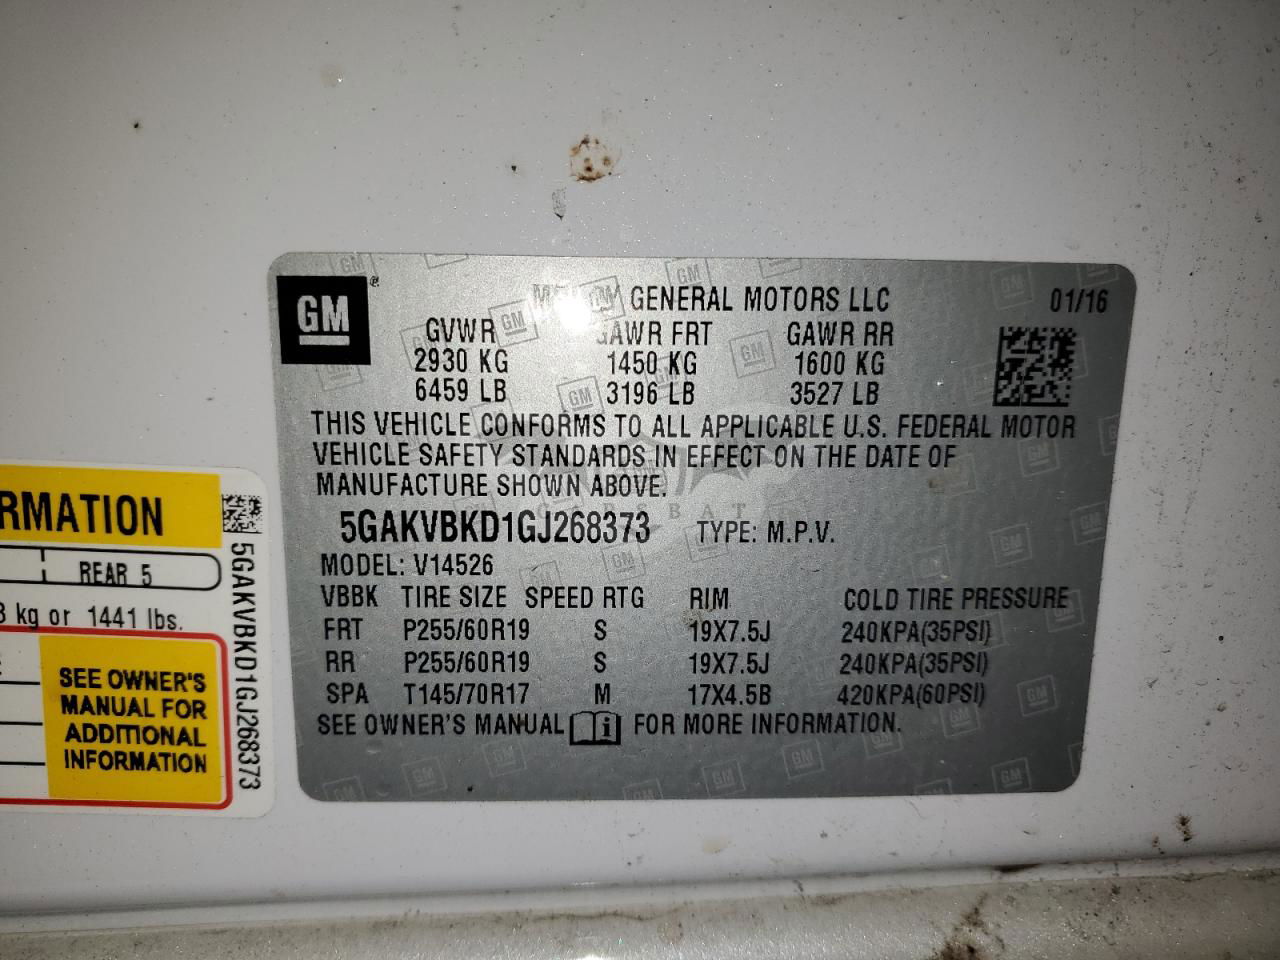 GM
GENERAL MOTORS LLC 01/16
GVWR GAWR FRT GAWR RR
2930 KG 1450 KG 1600 KG
6459 LB 3196 LB 3527 LB
THIS VEHICLE CONFORMS TO ALL APPLICABLE U.S. FEDERAL MOTOR
VEHICLE SAFETY STANDARDS IN EFFECT ON THE DATE OF
MANUFACTURE SHOWN ABOVE.
5GAKVBKD1GJ268373 TYPE: M.P.V.
MODEL: V14526
VBBK TIRE SIZE SPEED RTG RIM COLD TIRE PRESSURE
FRT P255/60R19 S 19X7.5J 240KPA(35PSI)
RR P255/60R19 S 19X7.5J 240KPA(35PSI)
SPA T145/70R17 M 17X4.5B 420KPA(60PSI)
SEE OWNER'S MANUAL FOR MORE INFORMATION.
RMATION
REAR 5
kg or 1441 lbs.
SEE OWNER'S
MANUAL FOR
ADDITIONAL
INFORMATION
5GAKVBKD1GJ268373